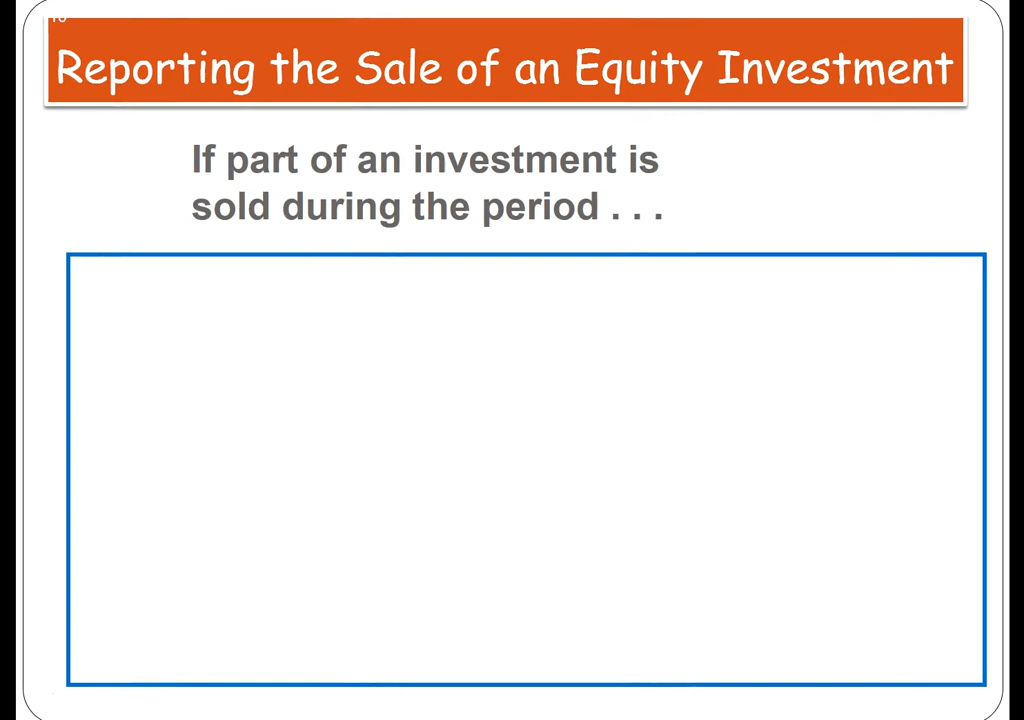 Reporting the Sale of an Equity Investment
If part of an investment is
sold during the period . . .